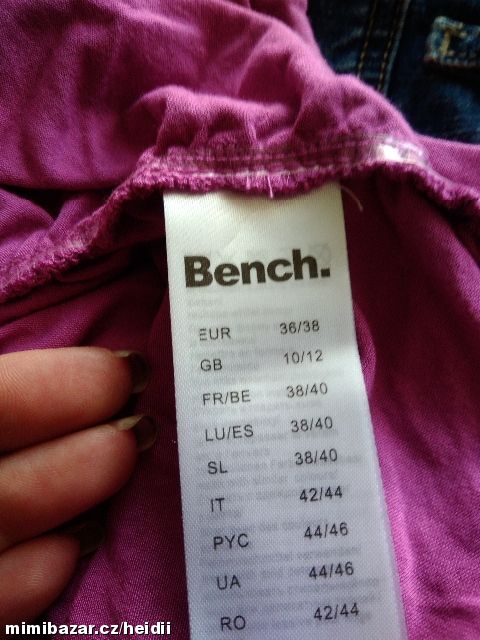 Bench.
EUR 36/38
GB 10/12
FR/BE 38/40
LU/ES 38/40
SL 38/40
IT 42/44
РУС 44/46
UA 44/46
RO 42/44
mimibazar.cz/heidii